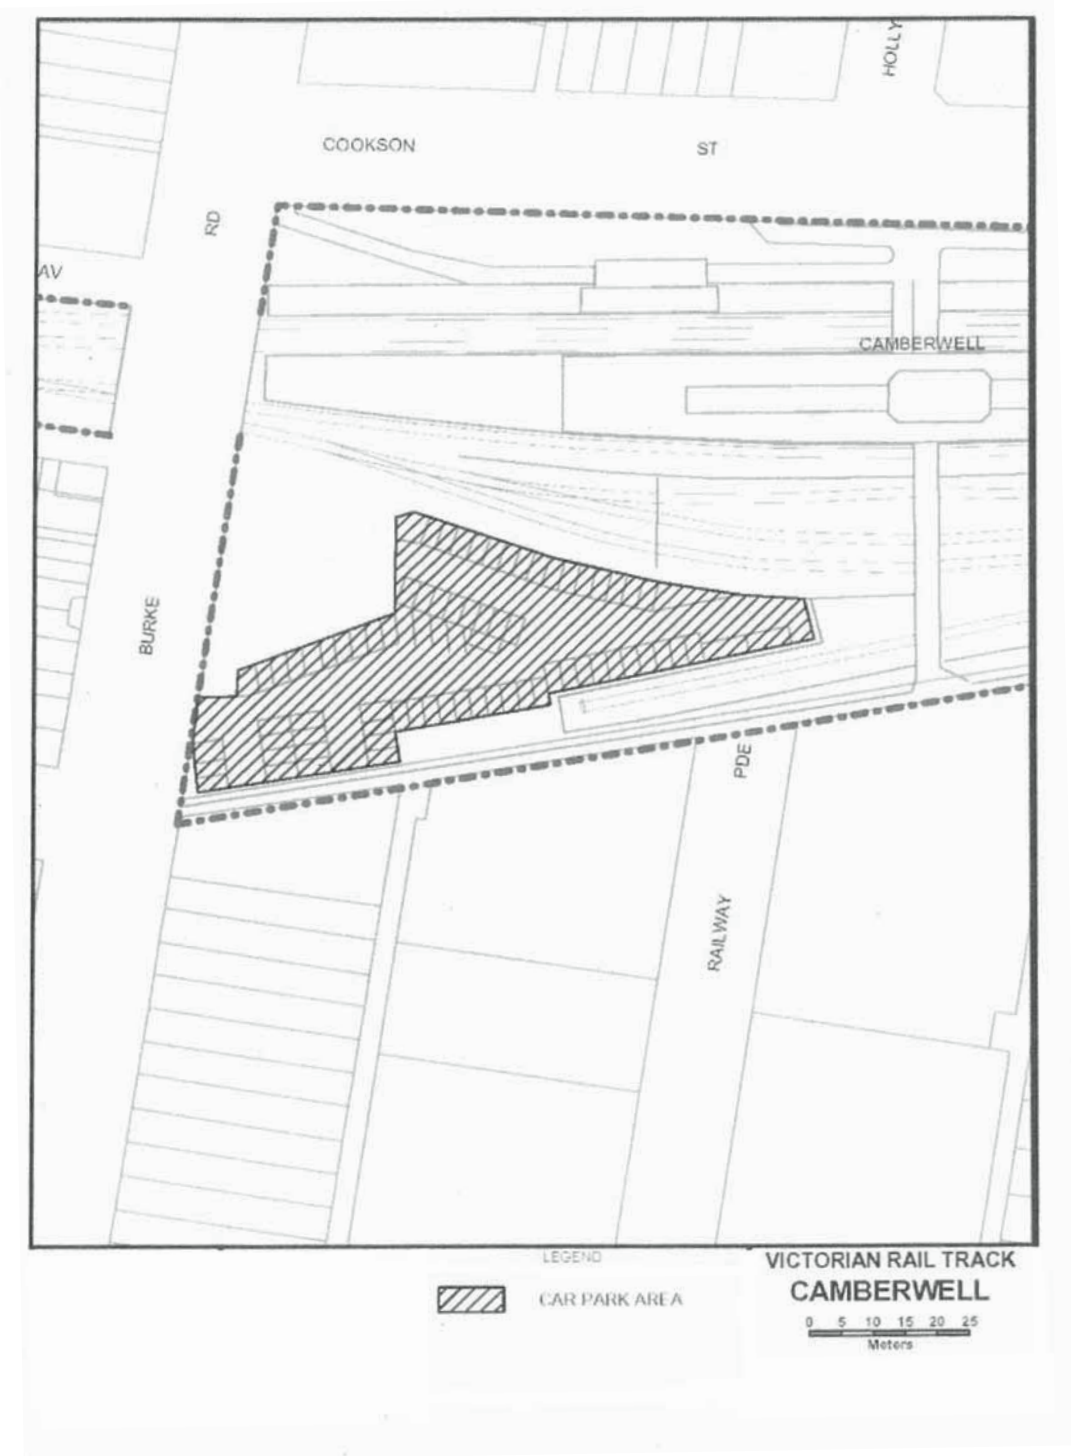 HOLLY
COOKSON ST
RD
AV
CAMBERWELL
BURKE
PDE
RAILWAY
LEGEND
CAR PARK AREA
VICTORIAN RAIL TRACK
CAMBERWELL
0 5 10 15 20 25
Meters